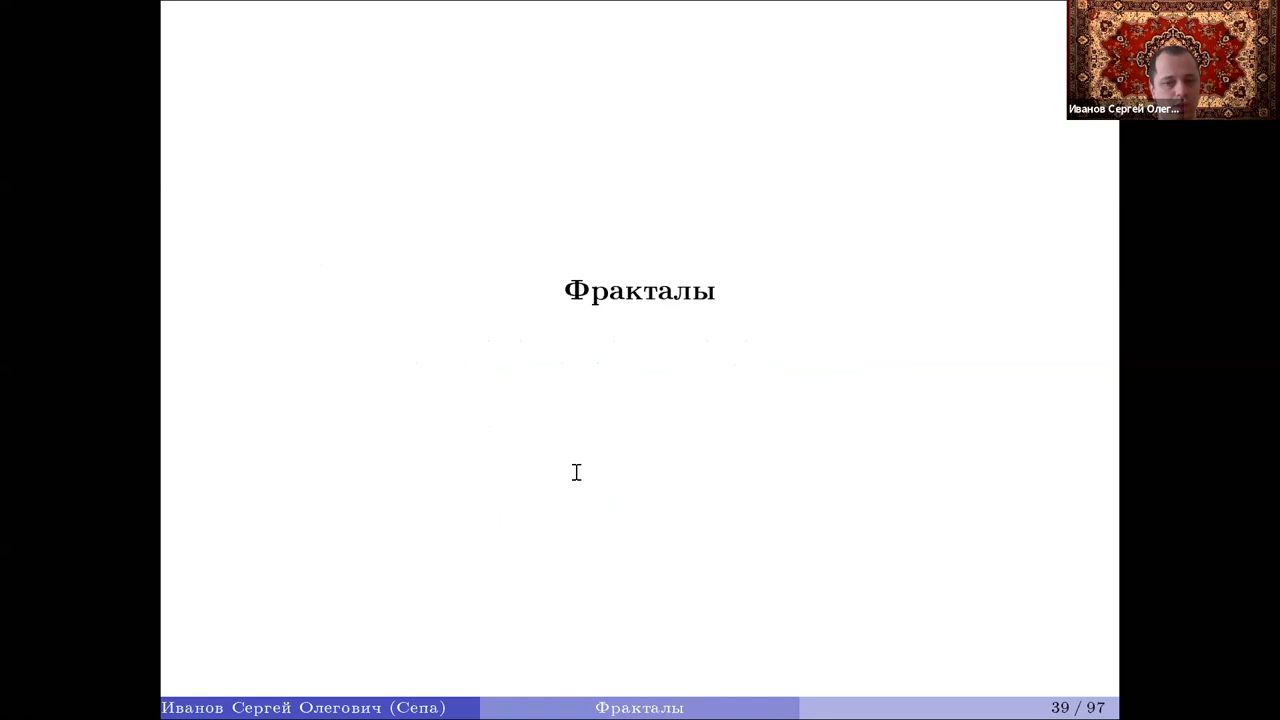 Иванов Сергей Олег...
Фракталы
Иванов Сергей Олегович (Сепа)
Фракталы
39 / 97